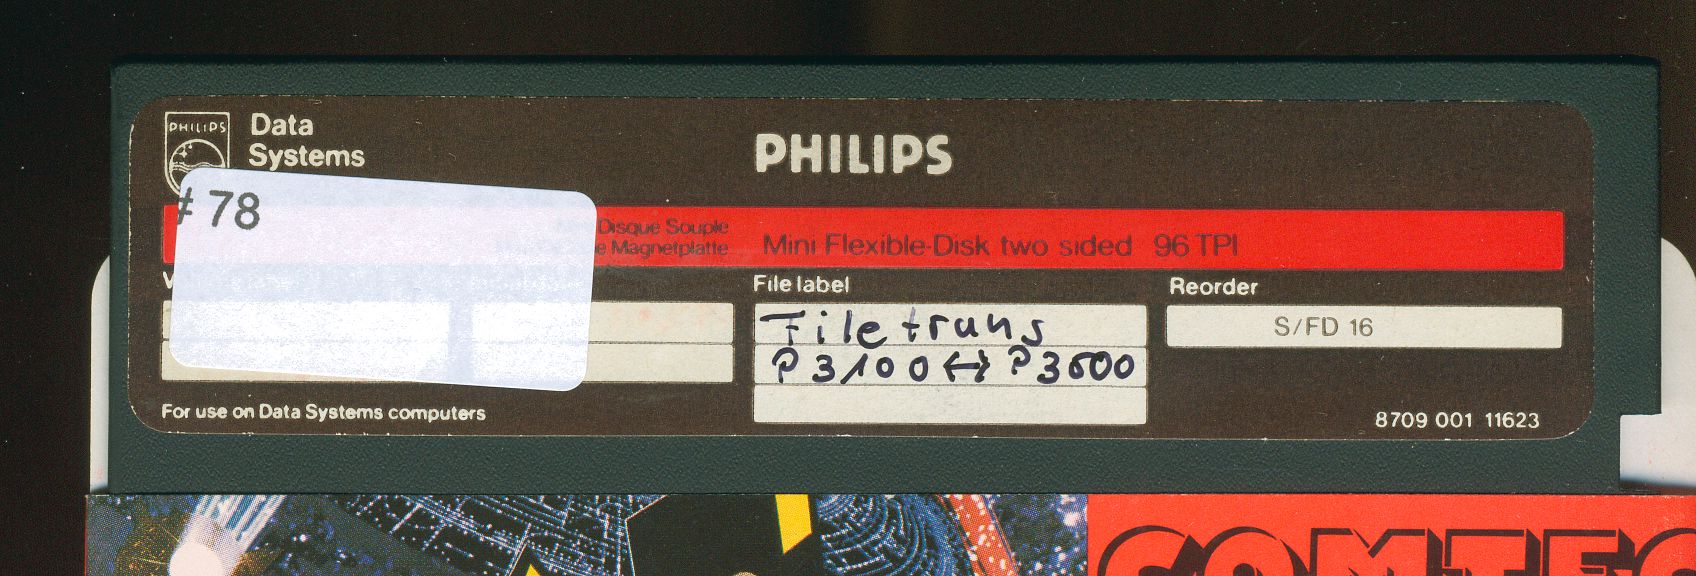 PHILIPS
Data
Systems
PHILIPS
# 78
Disque Souple
Magnetplatte
Mini Flexible-Disk two sided 96 TPI
File label
Reorder
Filetrans
P3100 <-> P3500
S/FD 16
For use on Data Systems computers
8709 001 11623